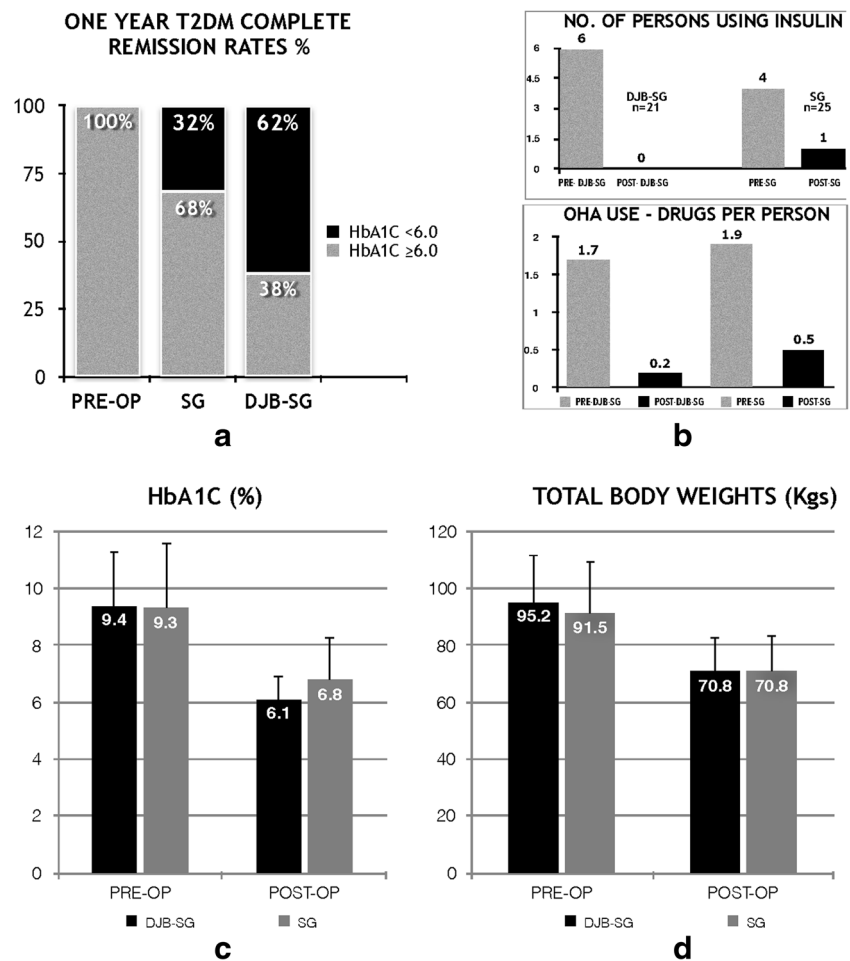 ONE YEAR T2DM COMPLETE
REMISSION RATES %
100
75
50
25
0
100%
32%
68%
62%
38%
HbA1C <6.0
HbA1C ≥6.0
PRE-OP
SG
DJB-SG
a
NO. OF PERSONS USING INSULIN
6
4.5
3
1.5
0
6
0
4
1
DJB-SG
n=21
SG
n=25
PRE- DJB-SG
POST- DJB-SG
PRE-SG
POST-SG
OHA USE - DRUGS PER PERSON
2
1.5
1
0.5
0
1.7
0.2
1.9
0.5
PRE-DJB-SG
POST-DJB-SG
PRE-SG
POST-SG
b
HbA1C (%)
12
10
8
6
4
2
0
9.4
9.3
6.1
6.8
PRE-OP
POST-OP
DJB-SG
SG
c
TOTAL BODY WEIGHTS (Kgs)
120
100
80
60
40
20
0
95.2
91.5
70.8
70.8
PRE-OP
POST-OP
DJB-SG
SG
d